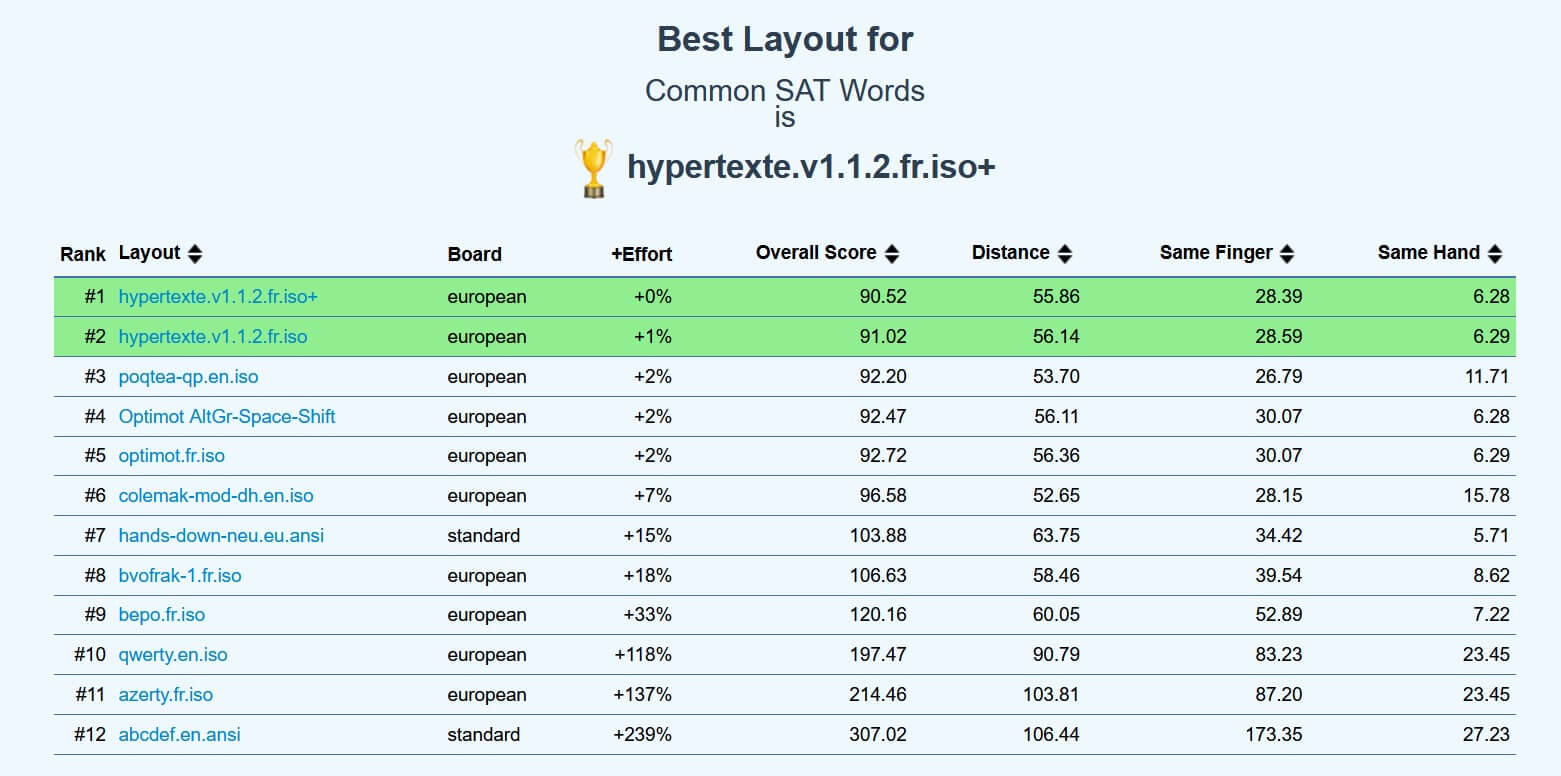 Best Layout for
Common SAT Words
is
hypertexte.v1.1.2.fr.iso+
Rank Layout Board +Effort Overall Score Distance Same Finger Same Hand
#1 hypertexte.v1.1.2.fr.iso+ european +0% 90.52 55.86 28.39 6.28
#2 hypertexte.v1.1.2.fr.iso european +1% 91.02 56.14 28.59 6.29
#3 poqtea-qp.en.iso european +2% 92.20 53.70 26.79 11.71
#4 Optimot AltGr-Space-Shift european +2% 92.47 56.11 30.07 6.28
#5 optimot.fr.iso european +2% 92.72 56.36 30.07 6.29
#6 colemak-mod-dh.en.iso european +7% 96.58 52.65 28.15 15.78
#7 hands-down-neu.eu.ansi standard +15% 103.88 63.75 34.42 5.71
#8 bvofrak-1.fr.iso european +18% 106.63 58.46 39.54 8.62
#9 bepo.fr.iso european +33% 120.16 60.05 52.89 7.22
#10 qwerty.en.iso european +118% 197.47 90.79 83.23 23.45
#11 azerty.fr.iso european +137% 214.46 103.81 87.20 23.45
#12 abcdef.en.ansi standard +239% 307.02 106.44 173.35 27.23